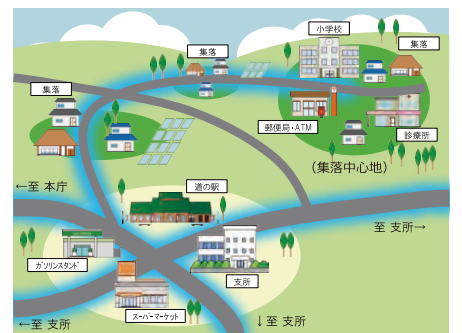 小学校
集落
集落
集落
郵便局・ATM
診療所
(集落中心地)
←至 本庁
道の駅
至 支所→
ガソリンスタンド
支所
スーパーマーケット
←至 支所
↓至 支所